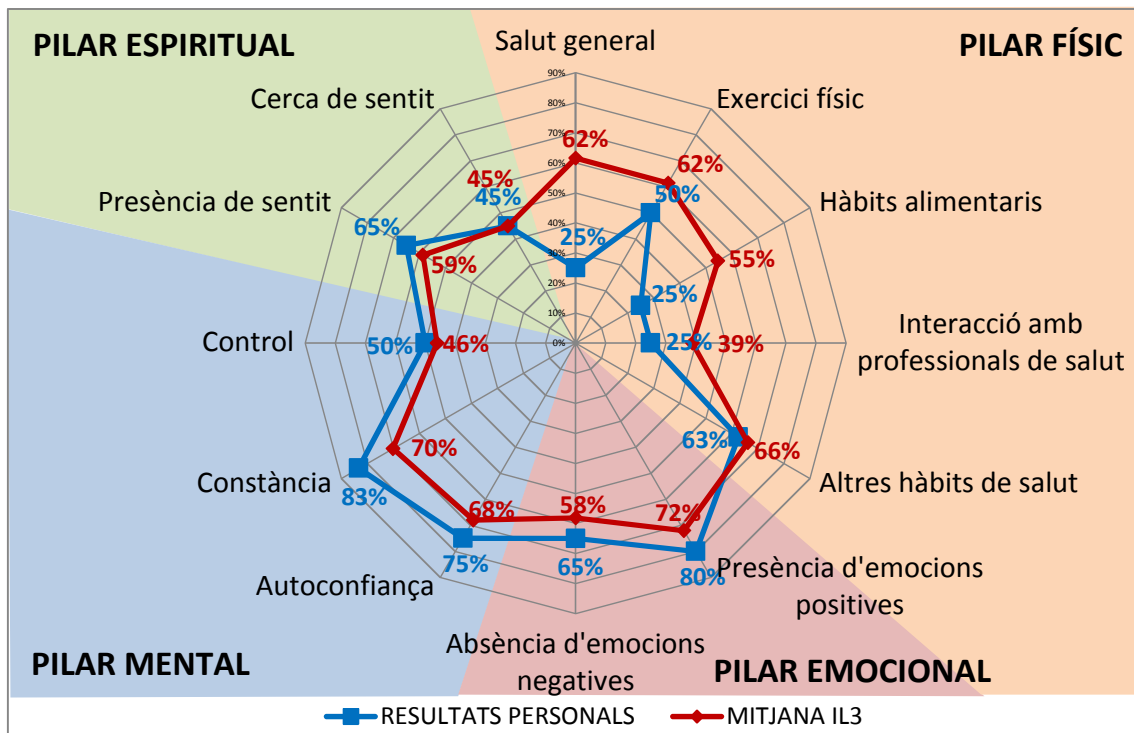 PILAR ESPIRITUAL
Salut general
PILAR FÍSIC
Cerca de sentit
Exercici físic
Presència de sentit
Hàbits alimentaris
Control
Interacció amb
professionals de salut
Constància
Altres hàbits de salut
Autoconfiança
Presència d'emocions
positives
Absència d'emocions
negatives
PILAR MENTAL
PILAR EMOCIONAL
90%
80%
70%
60%
50%
40%
30%
20%
10%
0%
62%
62%
55%
39%
66%
72%
58%
68%
70%
46%
59%
45%
25%
50%
25%
25%
63%
80%
65%
75%
83%
50%
65%
45%
RESULTATS PERSONALS
MITJANA IL3